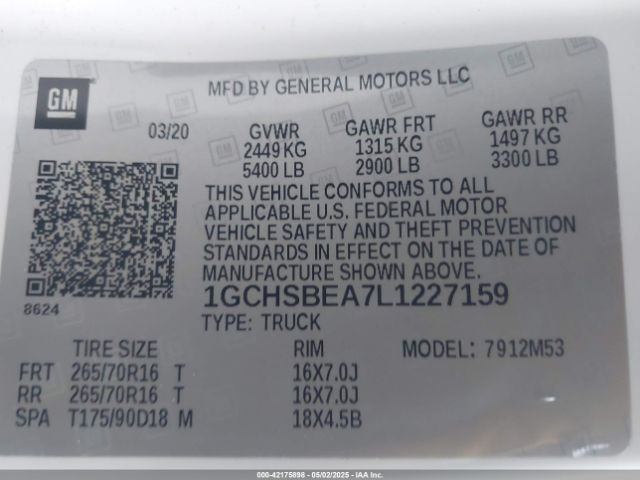 GM
MFD BY GENERAL MOTORS LLC
03/20
GVWR GAWR FRT GAWR RR
2449 KG 1315 KG 1497 KG
5400 LB 2900 LB 3300 LB
THIS VEHICLE CONFORMS TO ALL
APPLICABLE U.S. FEDERAL MOTOR
VEHICLE SAFETY AND THEFT PREVENTION
STANDARDS IN EFFECT ON THE DATE OF
MANUFACTURE SHOWN ABOVE.
8624
1GCHSBEA7L1227159
TYPE: TRUCK
TIRE SIZE RIM MODEL: 7912M53
FRT 265/70R16 T 16X7.0J
RR 265/70R16 T 16X7.0J
SPA T175/90D18 M 18X4.5B
000-42175898 - 05/02/2025 - IAA Inc.